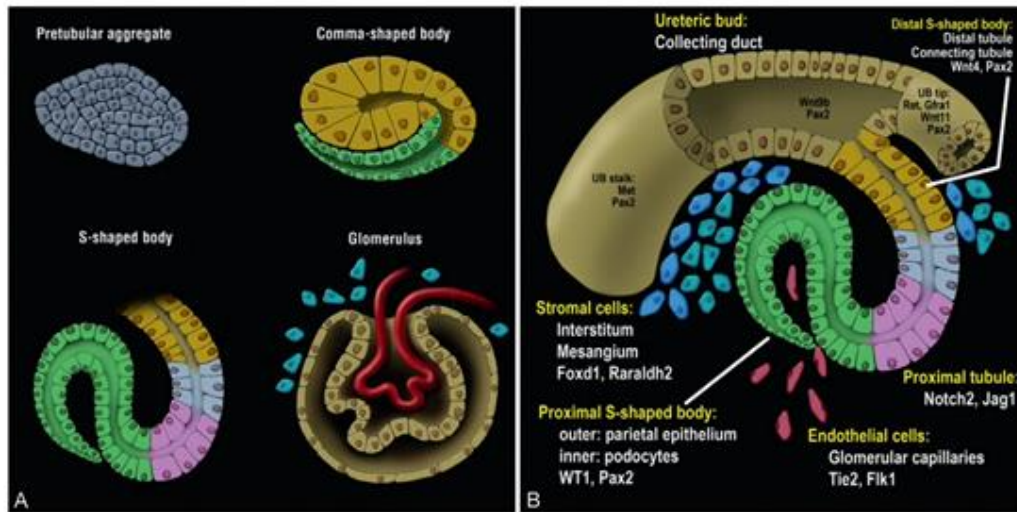 Pretubular aggregate
Comma-shaped body
S-shaped body
Glomerulus
A
Ureteric bud:
Collecting duct
Distal S-shaped body:
Distal tubule
Connecting tubule
Wnt4, Pax2
UB tip:
Ret, Gfra1
Wnt11
Pax2
Wnt9b
Pax2
UB stalk:
Met
Pax2
Stromal cells:
Interstitum
Mesangium
Foxd1, Raraldh2
Proximal tubule:
Notch2, Jag1
Proximal S-shaped body:
outer: parietal epithelium
inner: podocytes
WT1, Pax2
Endothelial cells:
Glomerular capillaries
Tie2, Flk1
B